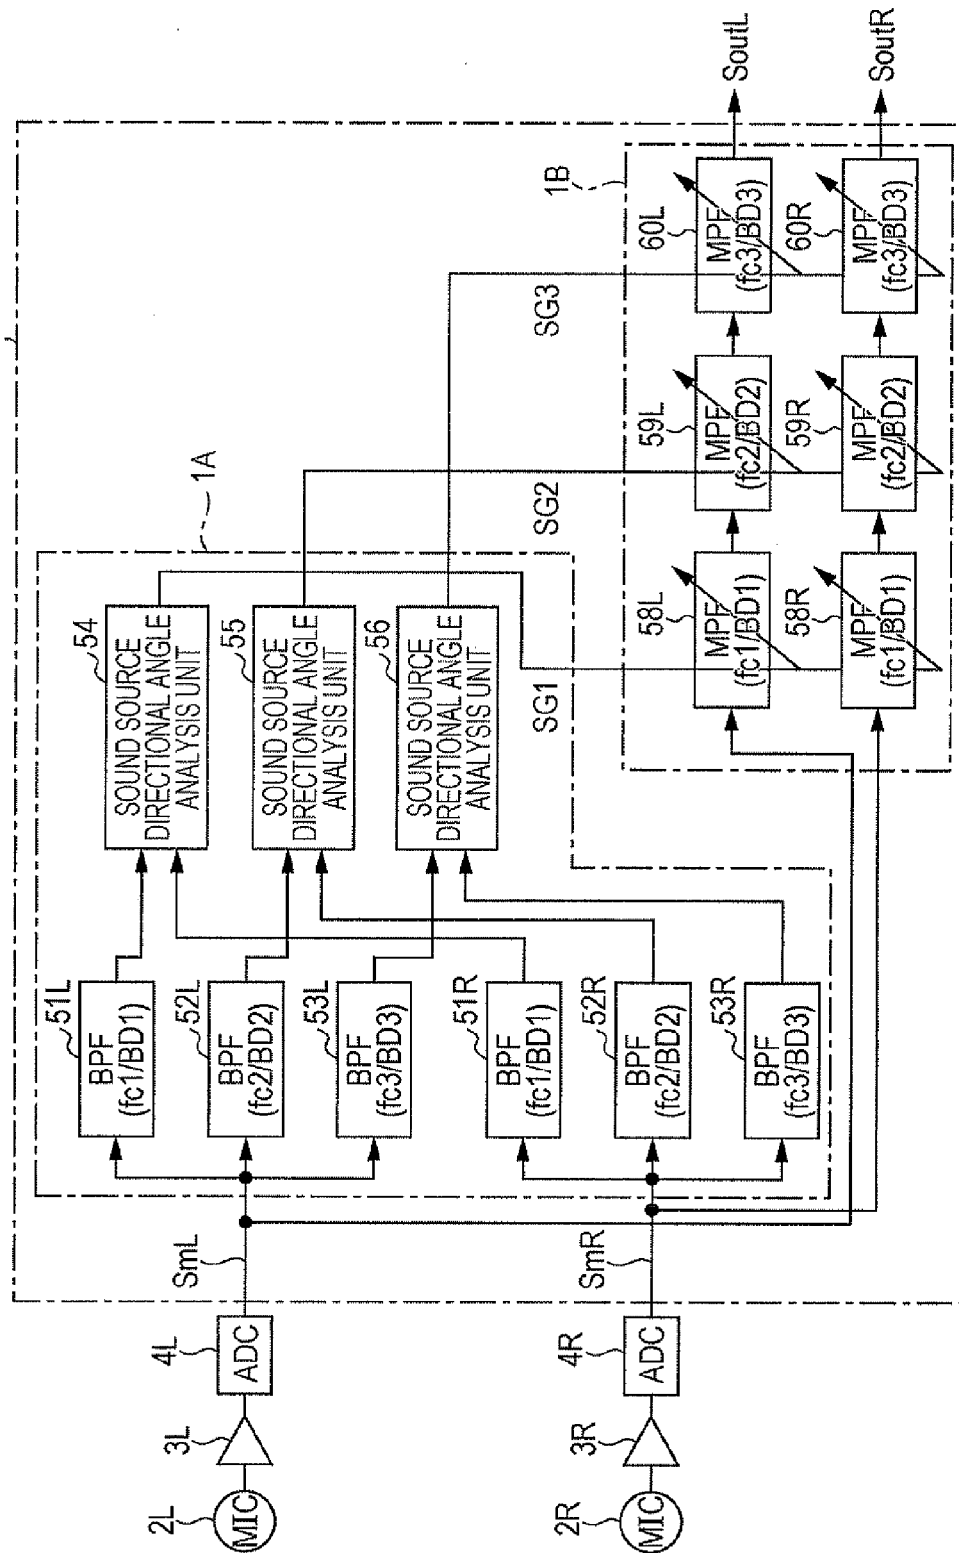 2L
MIC
3L
4L
ADC
SmL
2R
MIC
3R
4R
ADC
SmR
1A
51L
BPF
(fc1/BD1)
52L
BPF
(fc2/BD2)
53L
BPF
(fc3/BD3)
51R
BPF
(fc1/BD1)
52R
BPF
(fc2/BD2)
53R
BPF
(fc3/BD3)
54
SOUND SOURCE
DIRECTIONAL ANGLE
ANALYSIS UNIT
55
SOUND SOURCE
DIRECTIONAL ANGLE
ANALYSIS UNIT
56
SOUND SOURCE
DIRECTIONAL ANGLE
ANALYSIS UNIT
SG1
SG2
SG3
1B
58L
MPF
(fc1/BD1)
59L
MPF
(fc2/BD2)
60L
MPF
(fc3/BD3)
SoutL
58R
MPF
(fc1/BD1)
59R
MPF
(fc2/BD2)
60R
MPF
(fc3/BD3)
SoutR